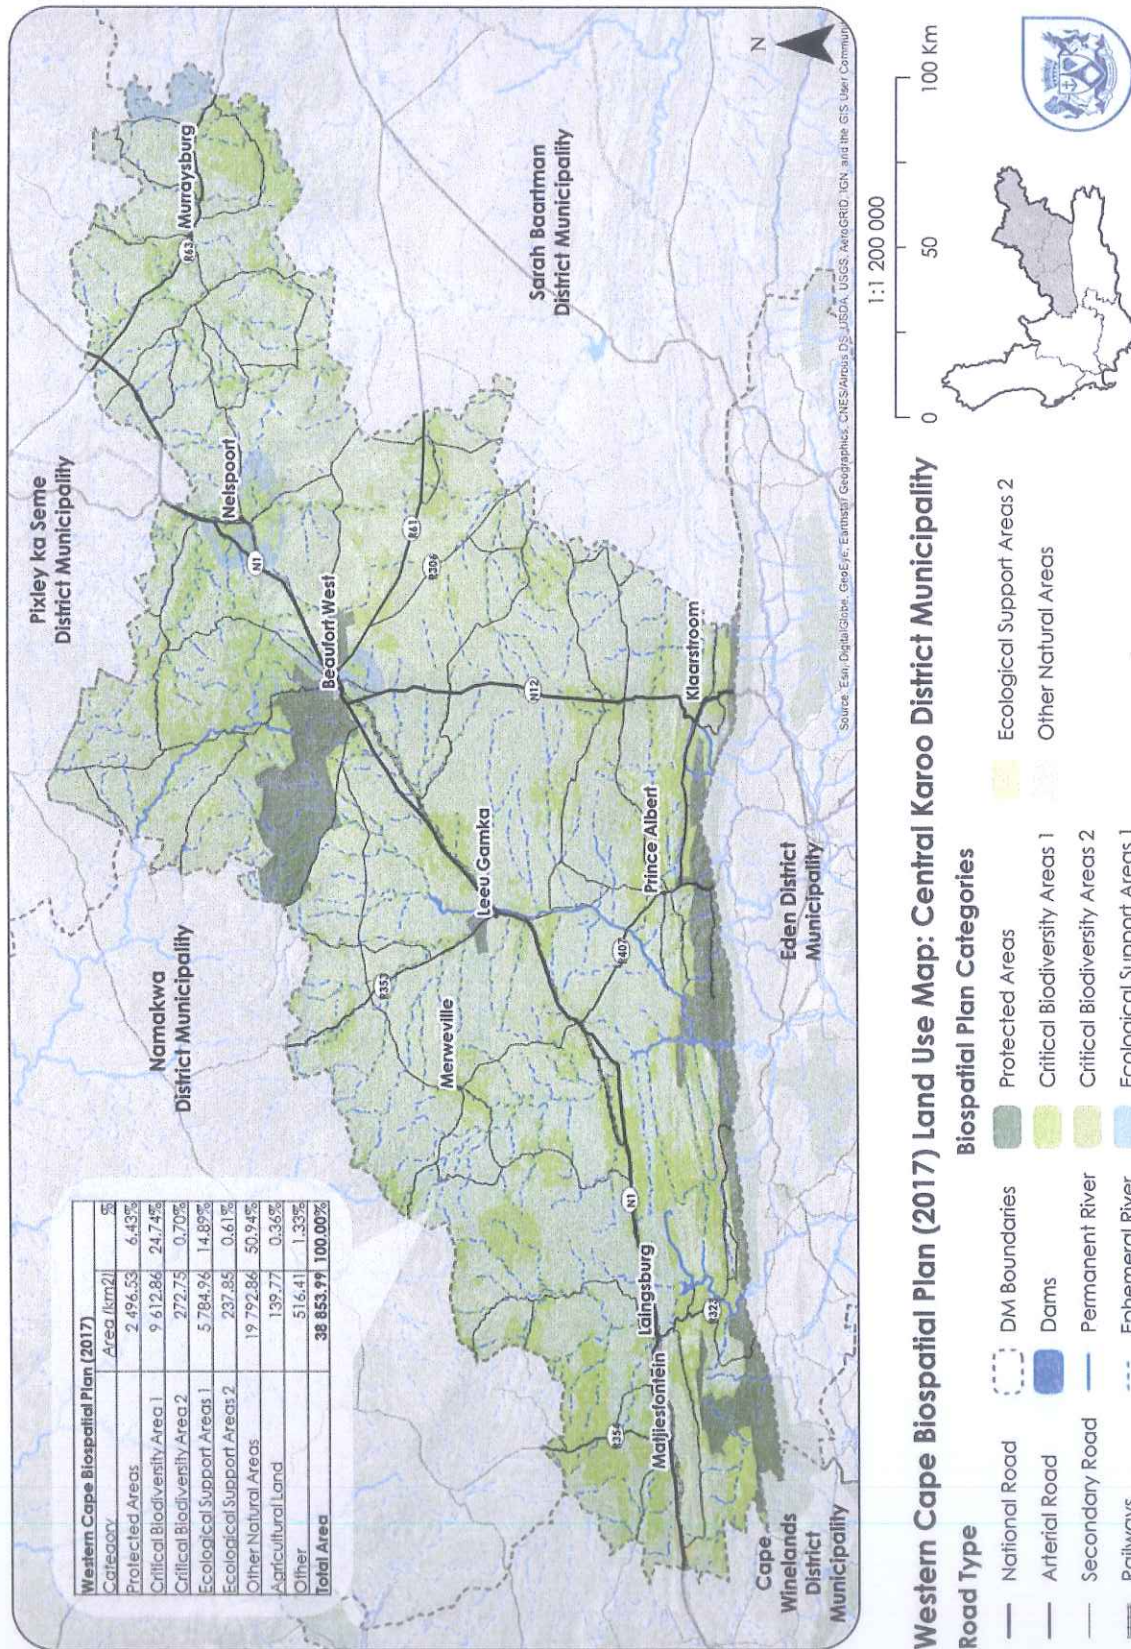 Western Cape Biospatial Plan (2017)
Category Area (km2) %
Protected Areas 2 496.53 6.43%
Critical Biodiversity Area 1 9 612.86 24.74%
Critical Biodiversity Area 2 272.75 0.70%
Ecological Support Areas 1 5 784.96 14.89%
Ecological Support Areas 2 237.85 0.61%
Other Natural Areas 19 792.86 50.94%
Agricultural Land 139.77 0.36%
Other 516.41 1.33%
Total Area 38 853.99 100.00%
Namakwa
District Municipality
Pixley ka Seme
District Municipality
Sarah Baartman
District Municipality
Eden District
Municipality
Cape
Winelands
District
Municipality
Murraysburg
R63
Nelspoort
N1
Beaufort West
R61
R306
N12
Klaarstroom
Leeu Gamka
Prince Albert
R407
R353
Merweville
N1
Laingsburg
R323
Matjiesfontein
R354
N
Source: Esri, DigitalGlobe, GeoEye, Earthstar Geographics, CNES/Airbus DS, USDA, USGS, AeroGRID, IGN, and the GIS User Commun
Western Cape Biospatial Plan (2017) Land Use Map: Central Karoo District Municipality
1:1 200 000
0 50 100 Km
Road Type
National Road
Arterial Road
Secondary Road
Railways
DM Boundaries
Dams
Permanent River
Ephemeral River
Biospatial Plan Categories
Protected Areas
Critical Biodiversity Areas 1
Critical Biodiversity Areas 2
Ecological Support Areas 1
Ecological Support Areas 2
Other Natural Areas